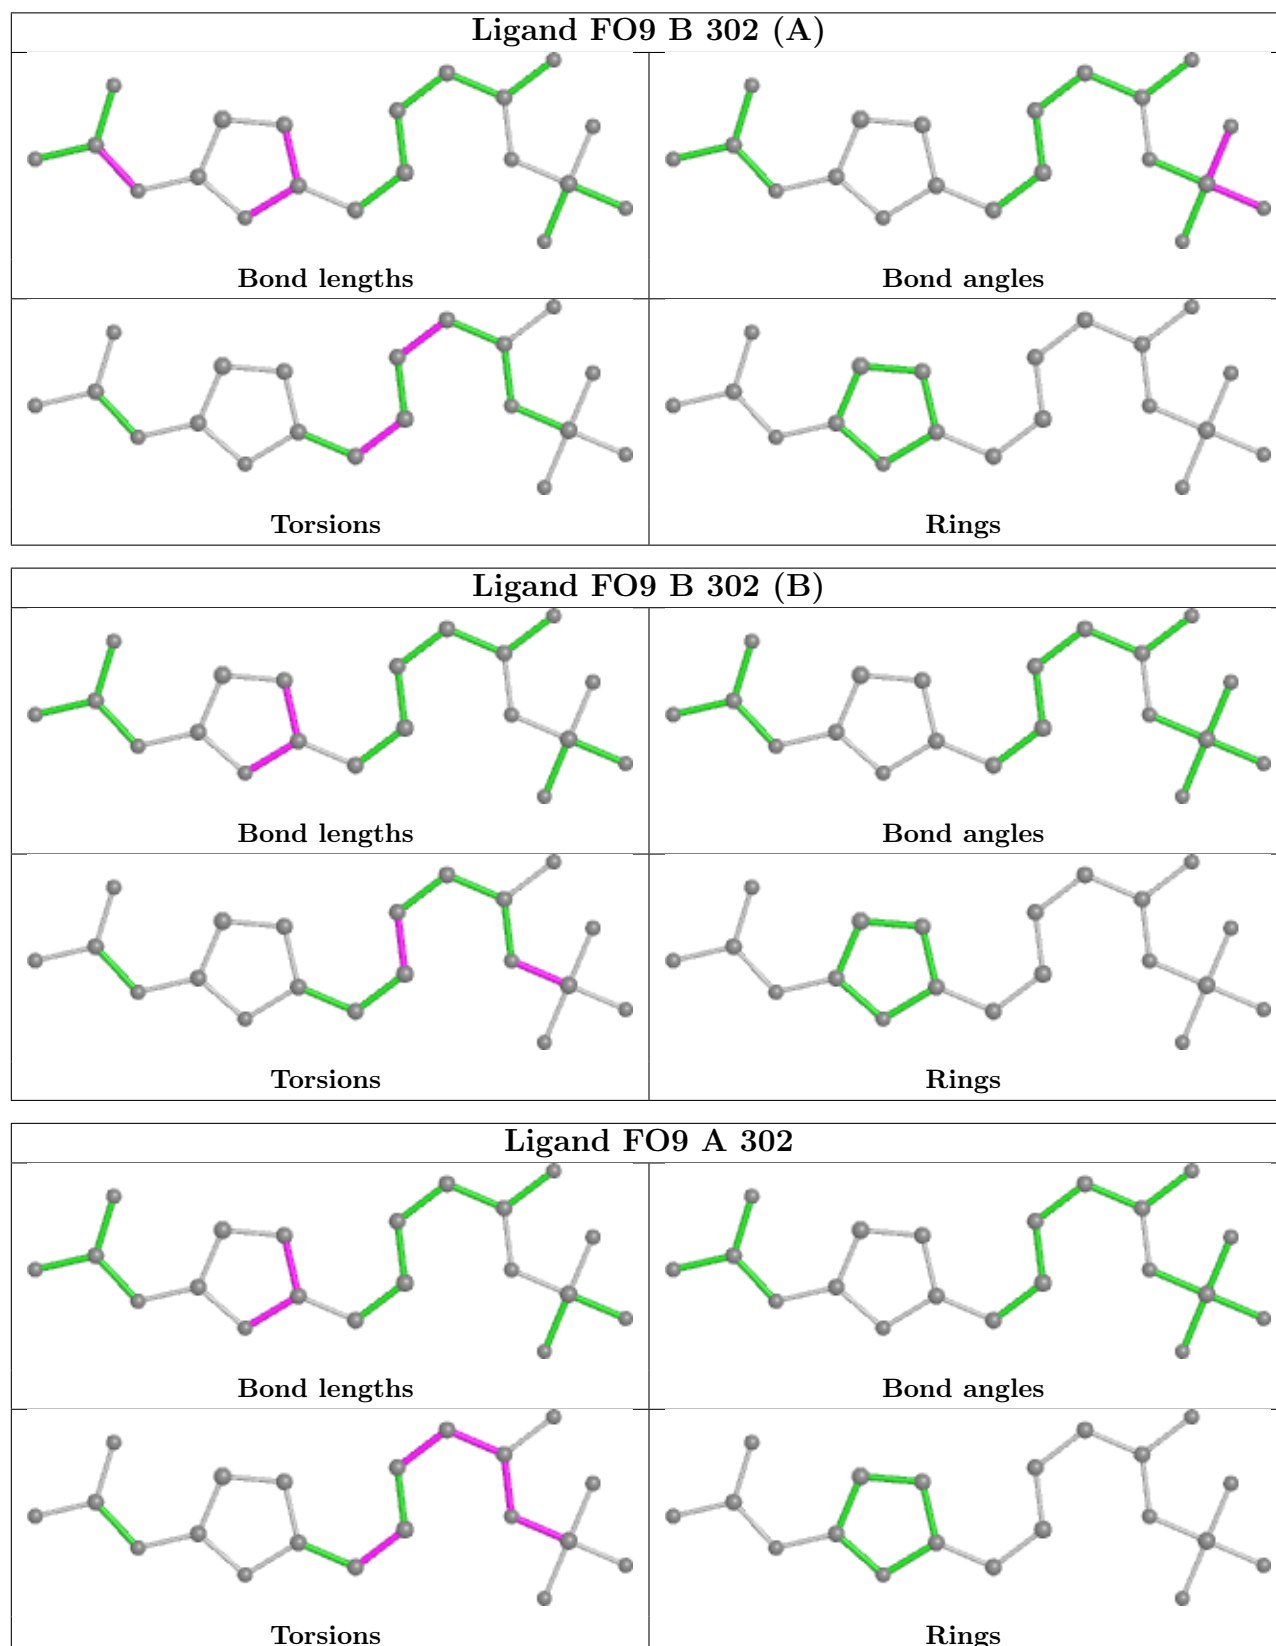 Ligand FO9 B 302 (A)
Bond lengths
Bond angles
Torsions
Rings
Ligand FO9 B 302 (B)
Bond lengths
Bond angles
Torsions
Rings
Ligand FO9 A 302
Bond lengths
Bond angles
Torsions
Rings